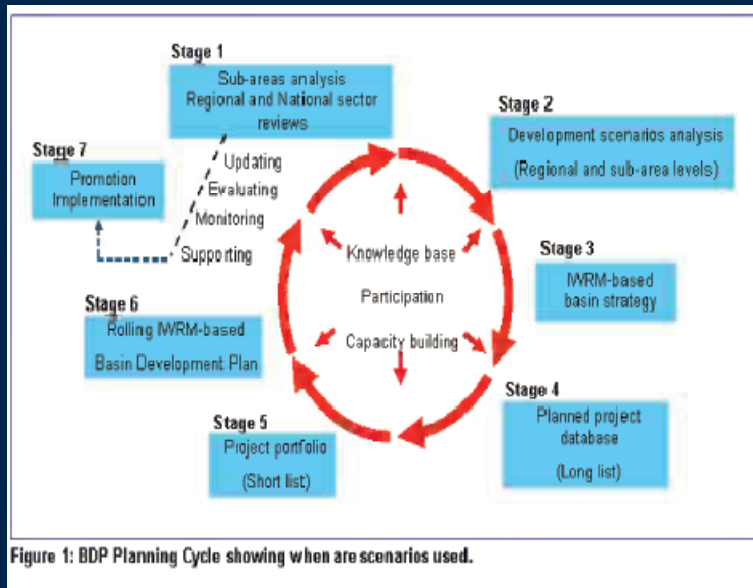 Stage 1
Sub-areas analysis
Regional and National sector
reviews
Stage 2
Development scenarios analysis
(Regional and sub-area levels)
Stage 7
Promotion
Implementation
Updating
Evaluating
Monitoring
Supporting
Knowledge base
Participation
Capacity building
Stage 3
IWRM-based
basin strategy
Stage 6
Rolling IWRM-based
Basin Development Plan
Stage 4
Planned project
database
(Long list)
Stage 5
Project portfolio
(Short list)
Figure 1: BDP Planning Cycle showing when are scenarios used.